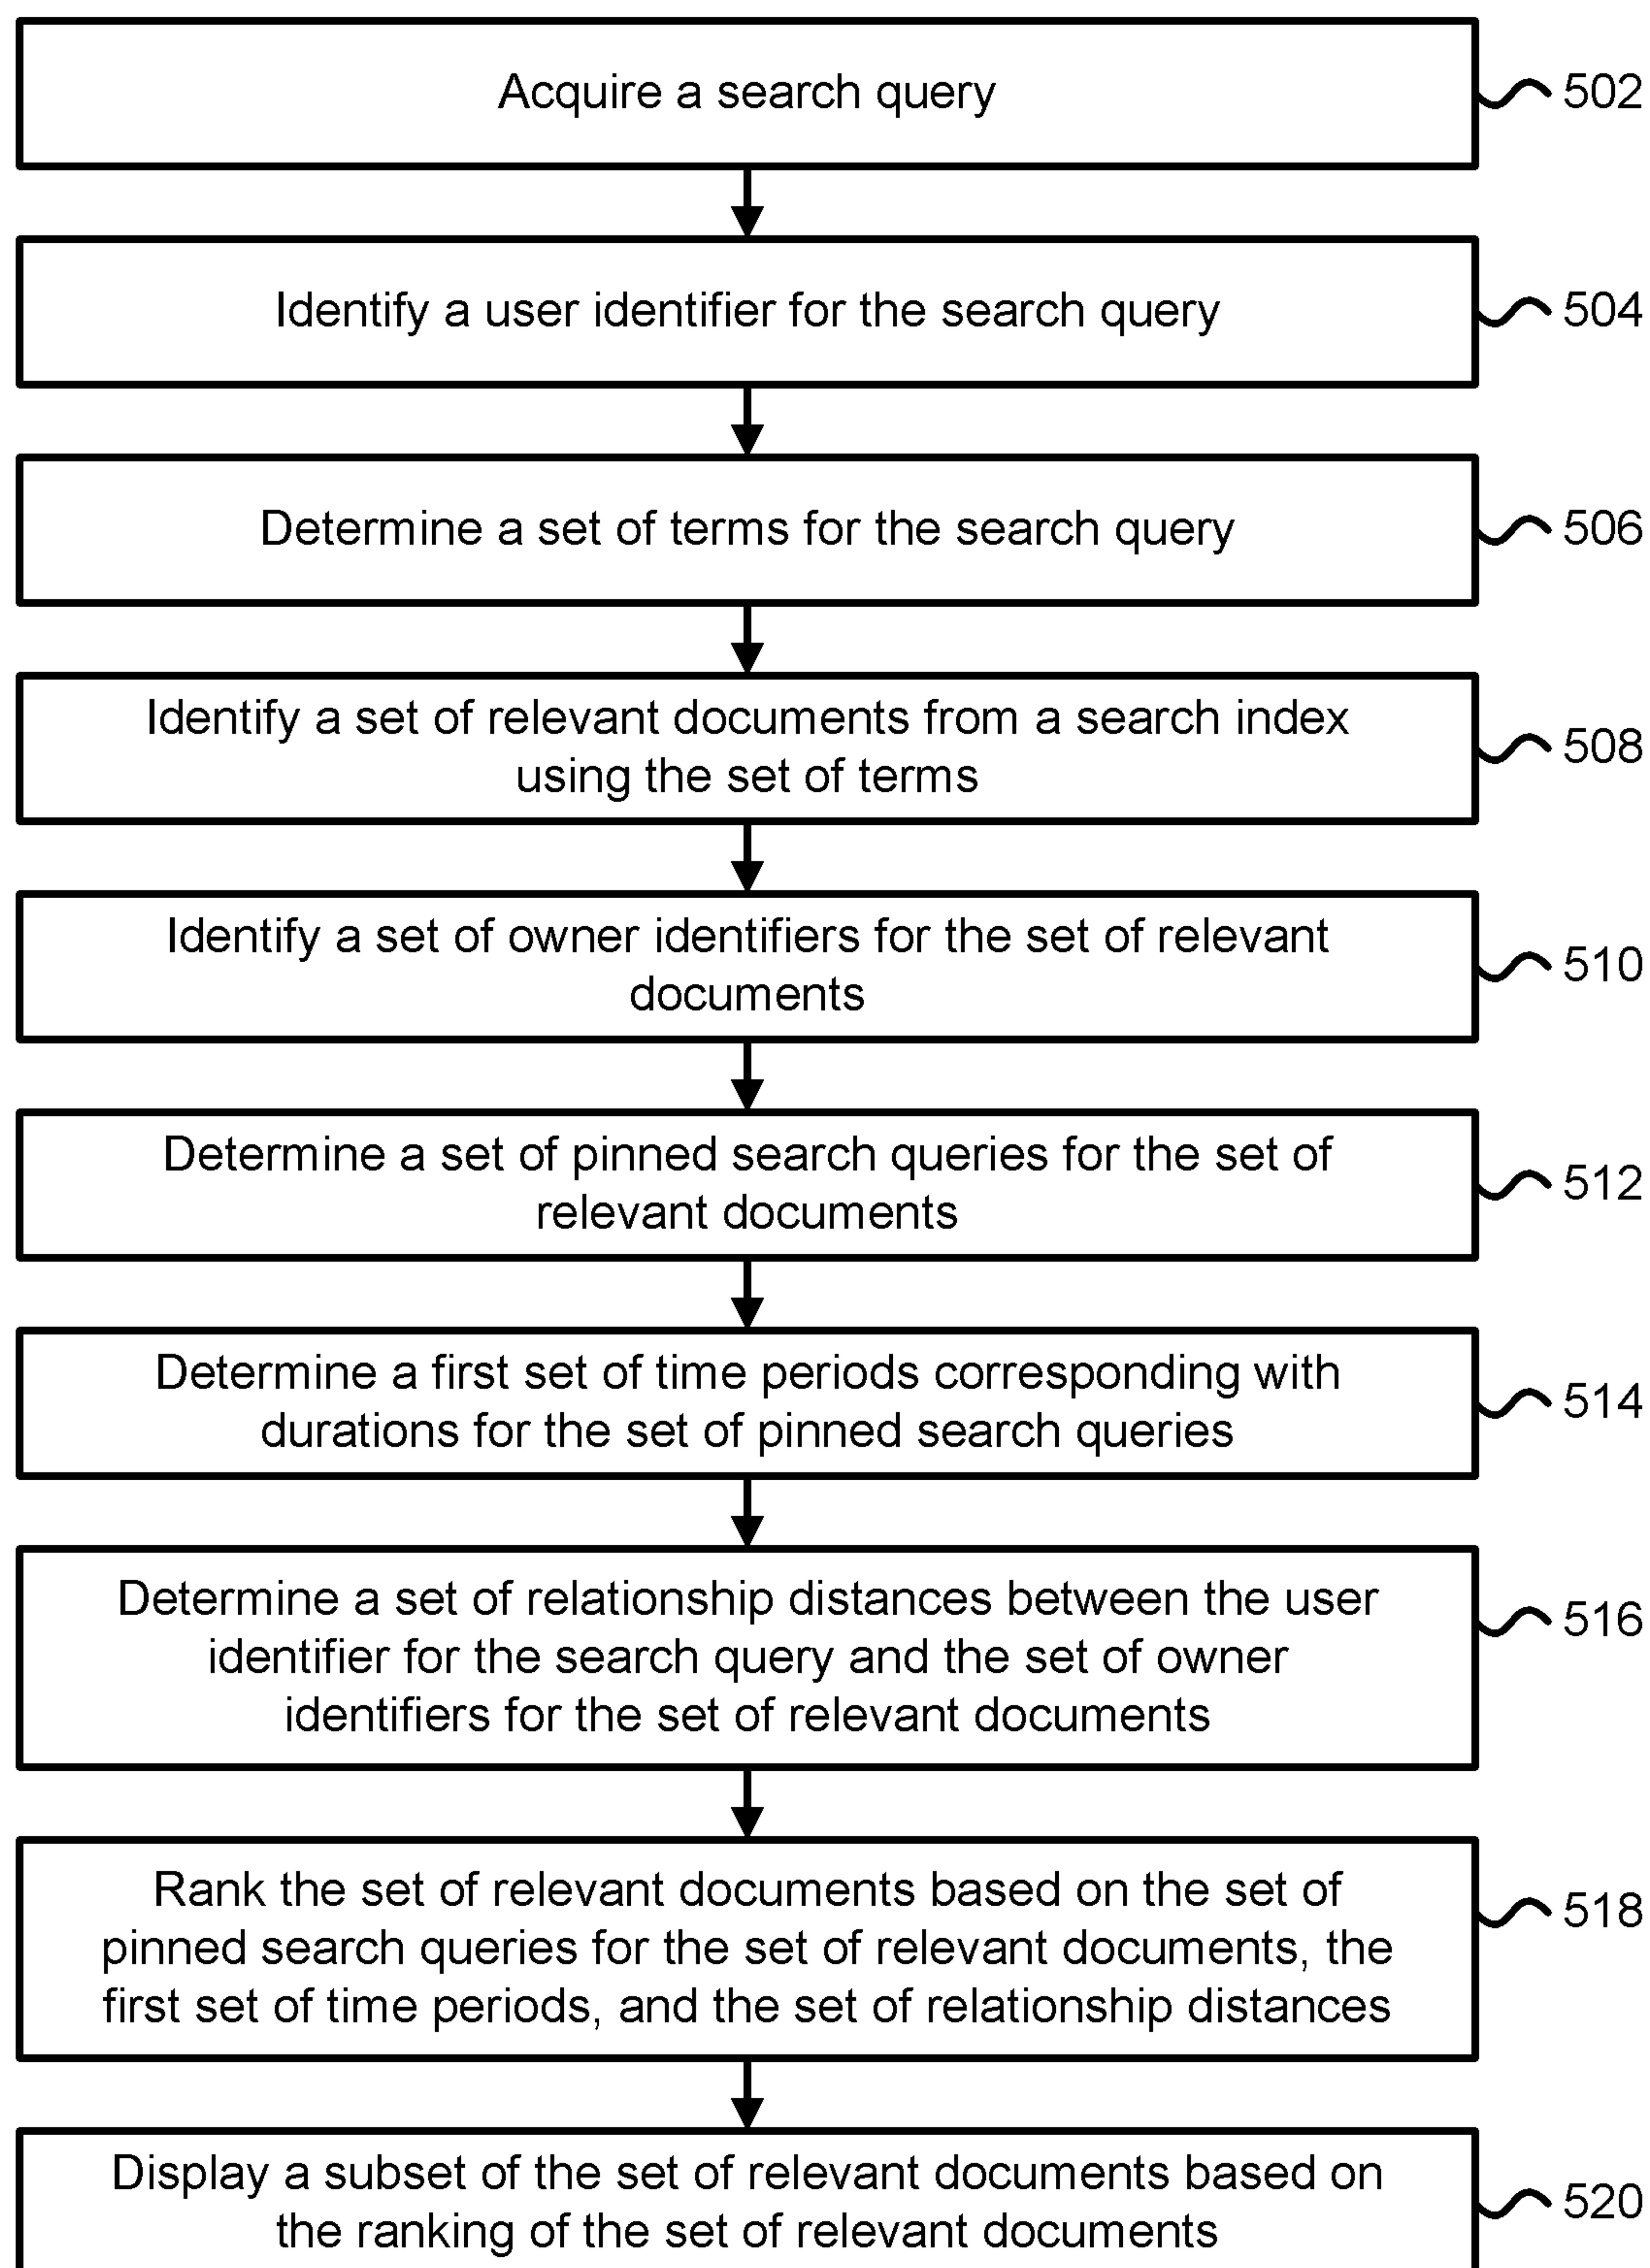 Acquire a search query
502
Identify a user identifier for the search query
504
Determine a set of terms for the search query
506
Identify a set of relevant documents from a search index
using the set of terms
508
Identify a set of owner identifiers for the set of relevant
documents
510
Determine a set of pinned search queries for the set of
relevant documents
512
Determine a first set of time periods corresponding with
durations for the set of pinned search queries
514
Determine a set of relationship distances between the user
identifier for the search query and the set of owner
identifiers for the set of relevant documents
516
Rank the set of relevant documents based on the set of
pinned search queries for the set of relevant documents, the
first set of time periods, and the set of relationship distances
518
Display a subset of the set of relevant documents based on
the ranking of the set of relevant documents
520